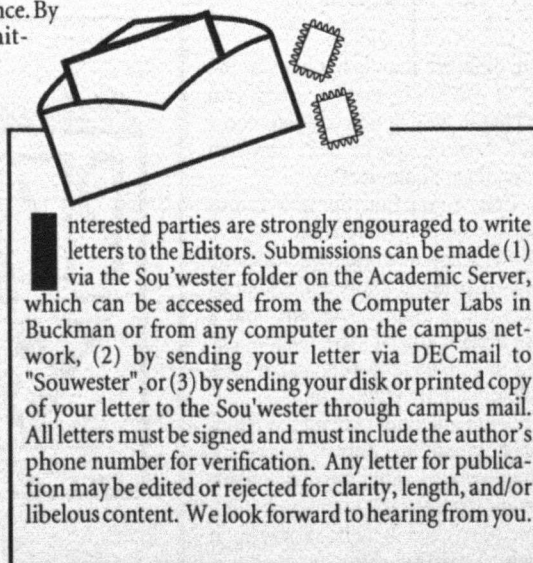 nce. By
nit-
Interested parties are strongly engouraged to write
letters to the Editors.  Submissions can be made (1)
via the Sou'wester folder on the Academic Server,
which can be accessed from the Computer Labs in
Buckman or from any computer on the campus net-
work, (2) by sending your letter via DECmail to
"Souwester", or (3) by sending your disk or printed copy
of your letter to the Sou'wester through campus mail.
All letters must be signed and must include the author's
phone number for verification.  Any letter for publica-
tion may be edited or rejected for clarity, length, and/or
libelous content.  We look forward to hearing from you.